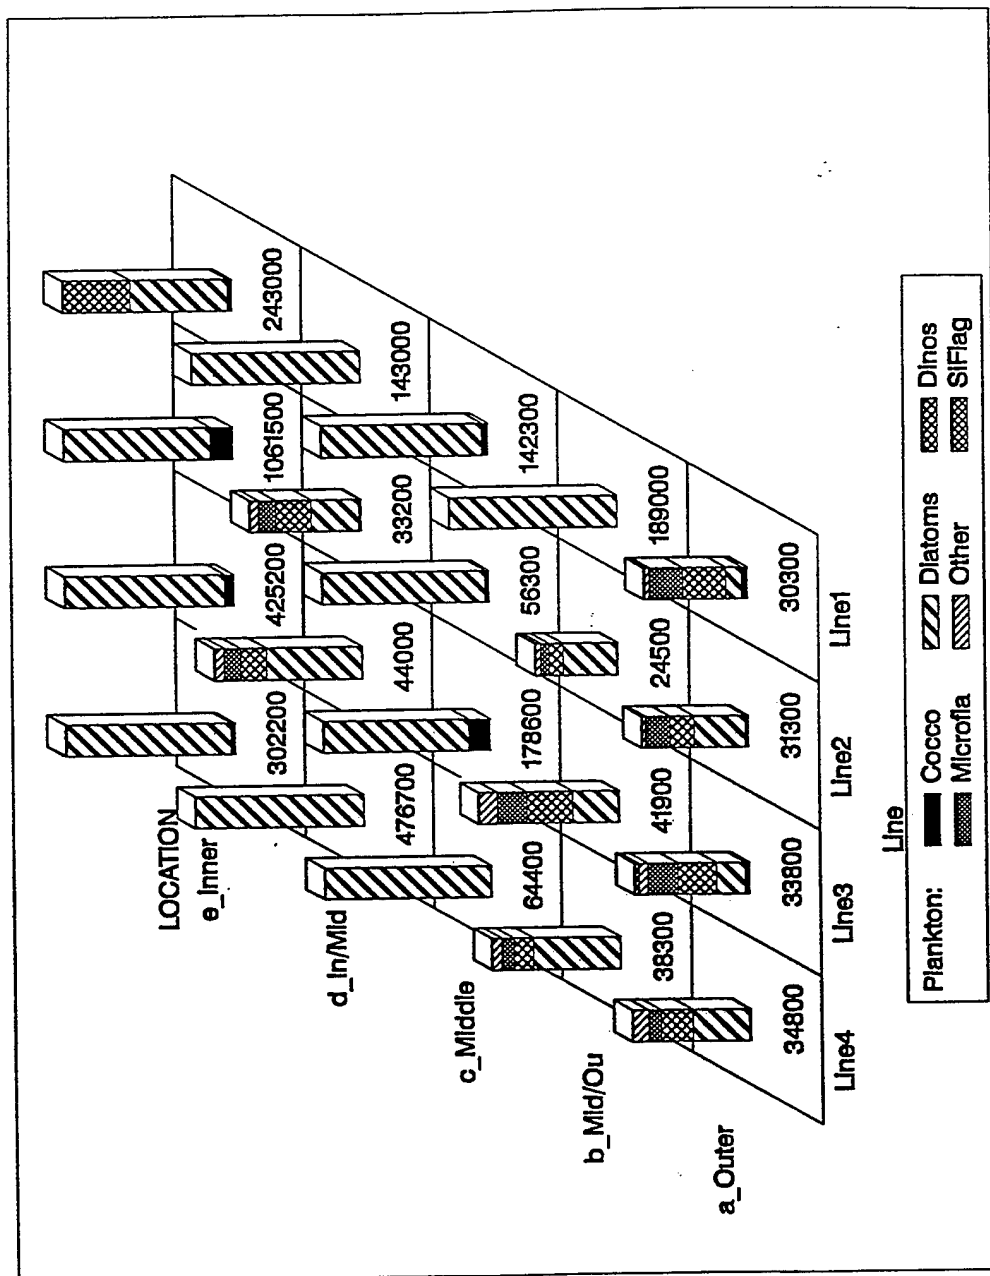 LOCATION
e_Inner
302200
425200
1061500
243000
d_In/Mid
476700
44000
33200
143000
c_Middle
64400
178600
56300
142300
b_Mid/Ou
38300
41900
24500
189000
a_Outer
34800
33800
31300
30300
Line4
Line3
Line2
Line1
Line
Plankton:
Cocco
Diatoms
Dinos
Microfla
Other
SiFlag